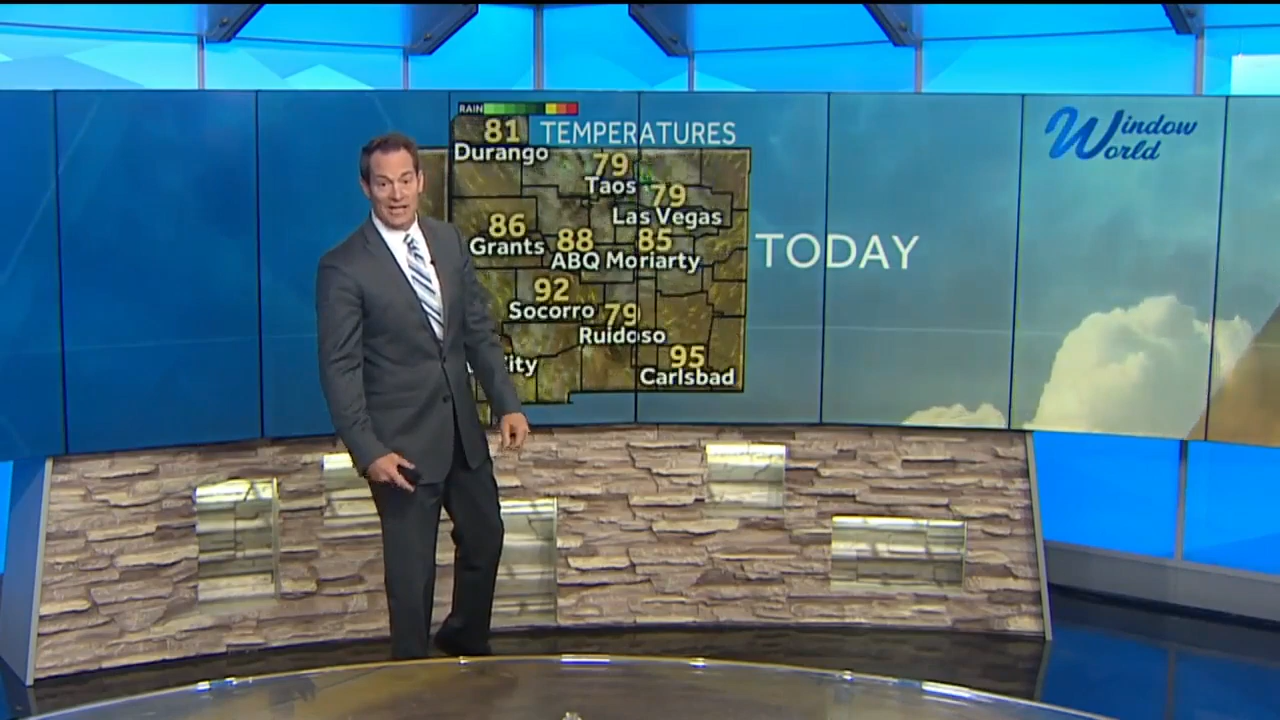 RAIN
81
Durango
TEMPERATURES
79
Taos
79
Las Vegas
86
Grants
88
ABQ
85
Moriarty
92
Socorro
79
Ruidoso
City
95
Carlsbad
TODAY
Window
World